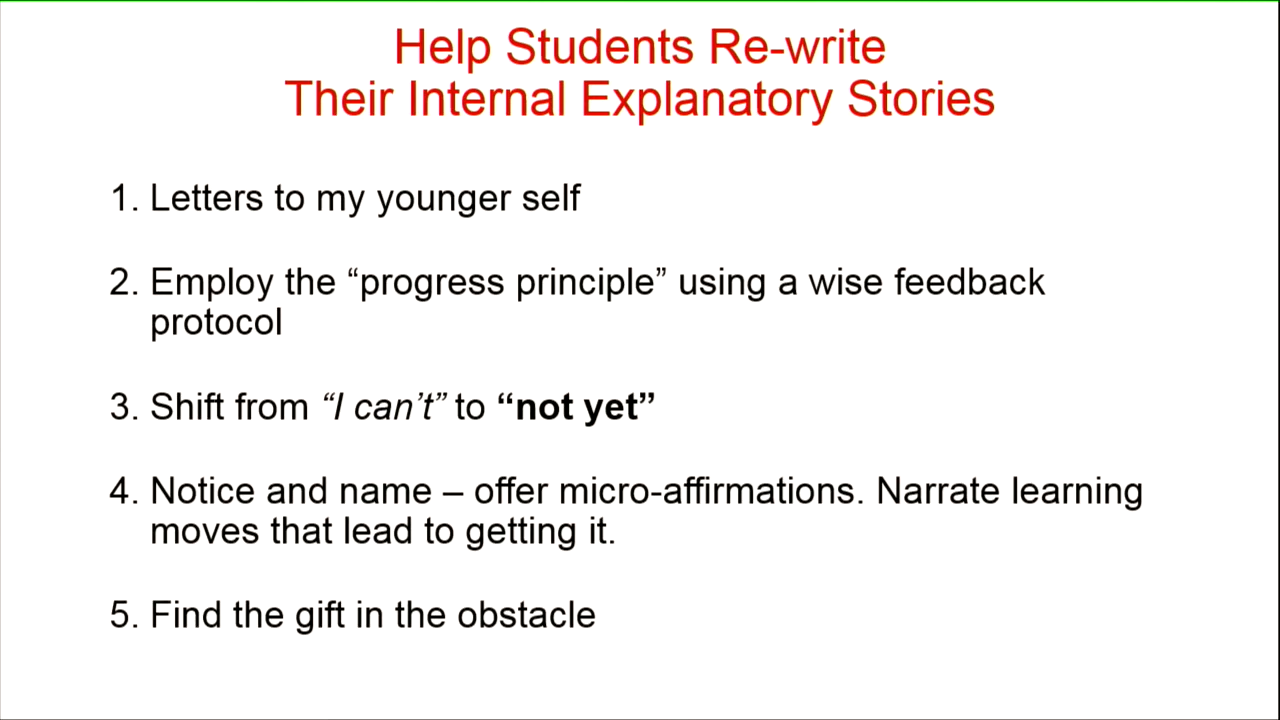 Help Students Re-write
Their Internal Explanatory Stories
1. Letters to my younger self
2. Employ the “progress principle” using a wise feedback
protocol
3. Shift from “I can’t” to “not yet”
4. Notice and name – offer micro-affirmations. Narrate learning
moves that lead to getting it.
5. Find the gift in the obstacle